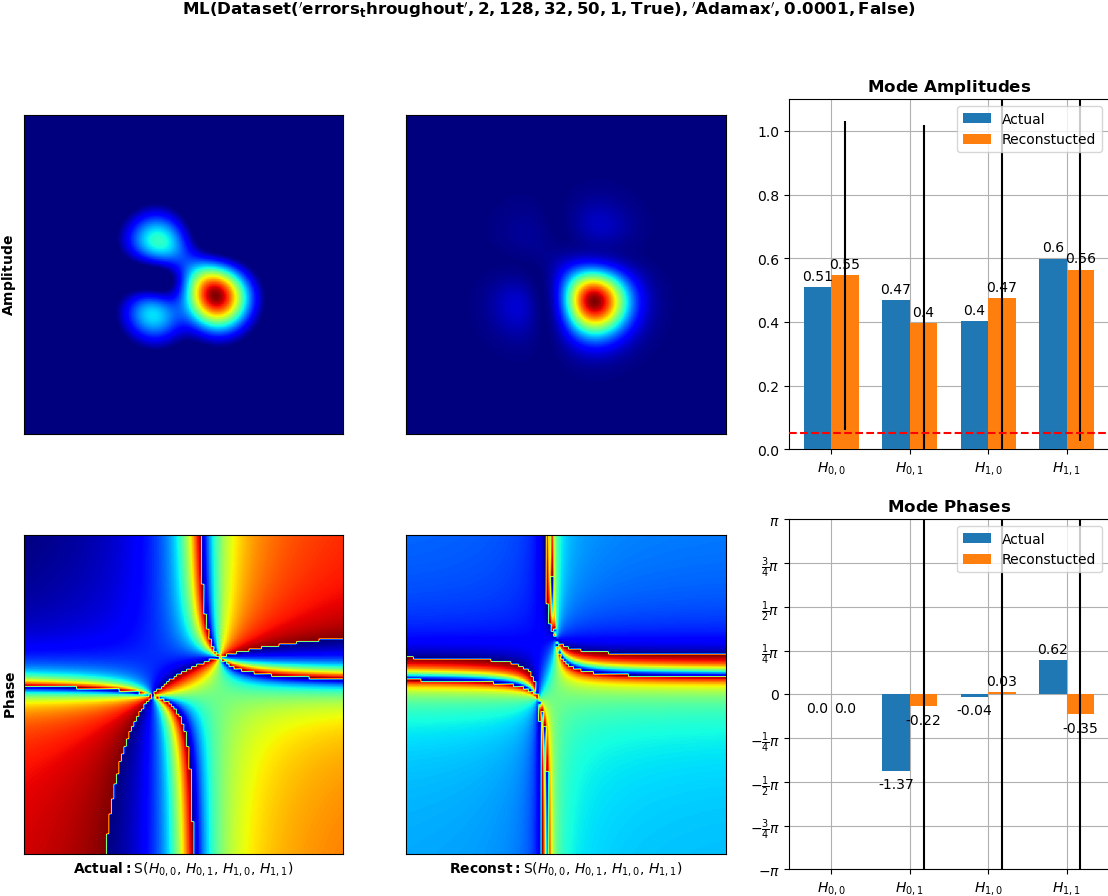 ML(Dataset('errors_throughout', 2, 128, 32, 50, 1, True), 'Adamax', 0.0001, False)
Mode Amplitudes
Amplitude
Actual
Reconstucted
1.0
0.8
0.6
0.4
0.2
0.0
0.51
0.55
0.47
0.4
0.4
0.47
0.6
0.56
H0,0
H0,1
H1,0
H1,1
Mode Phases
Phase
Actual
Reconstucted
π
3/4π
1/2π
1/4π
0
−1/4π
−1/2π
−3/4π
−π
0.0
0.0
-1.37
-0.22
-0.04
0.03
0.62
-0.35
H0,0
H0,1
H1,0
H1,1
Actual: S(H0,0, H0,1, H1,0, H1,1)
Reconst: S(H0,0, H0,1, H1,0, H1,1)